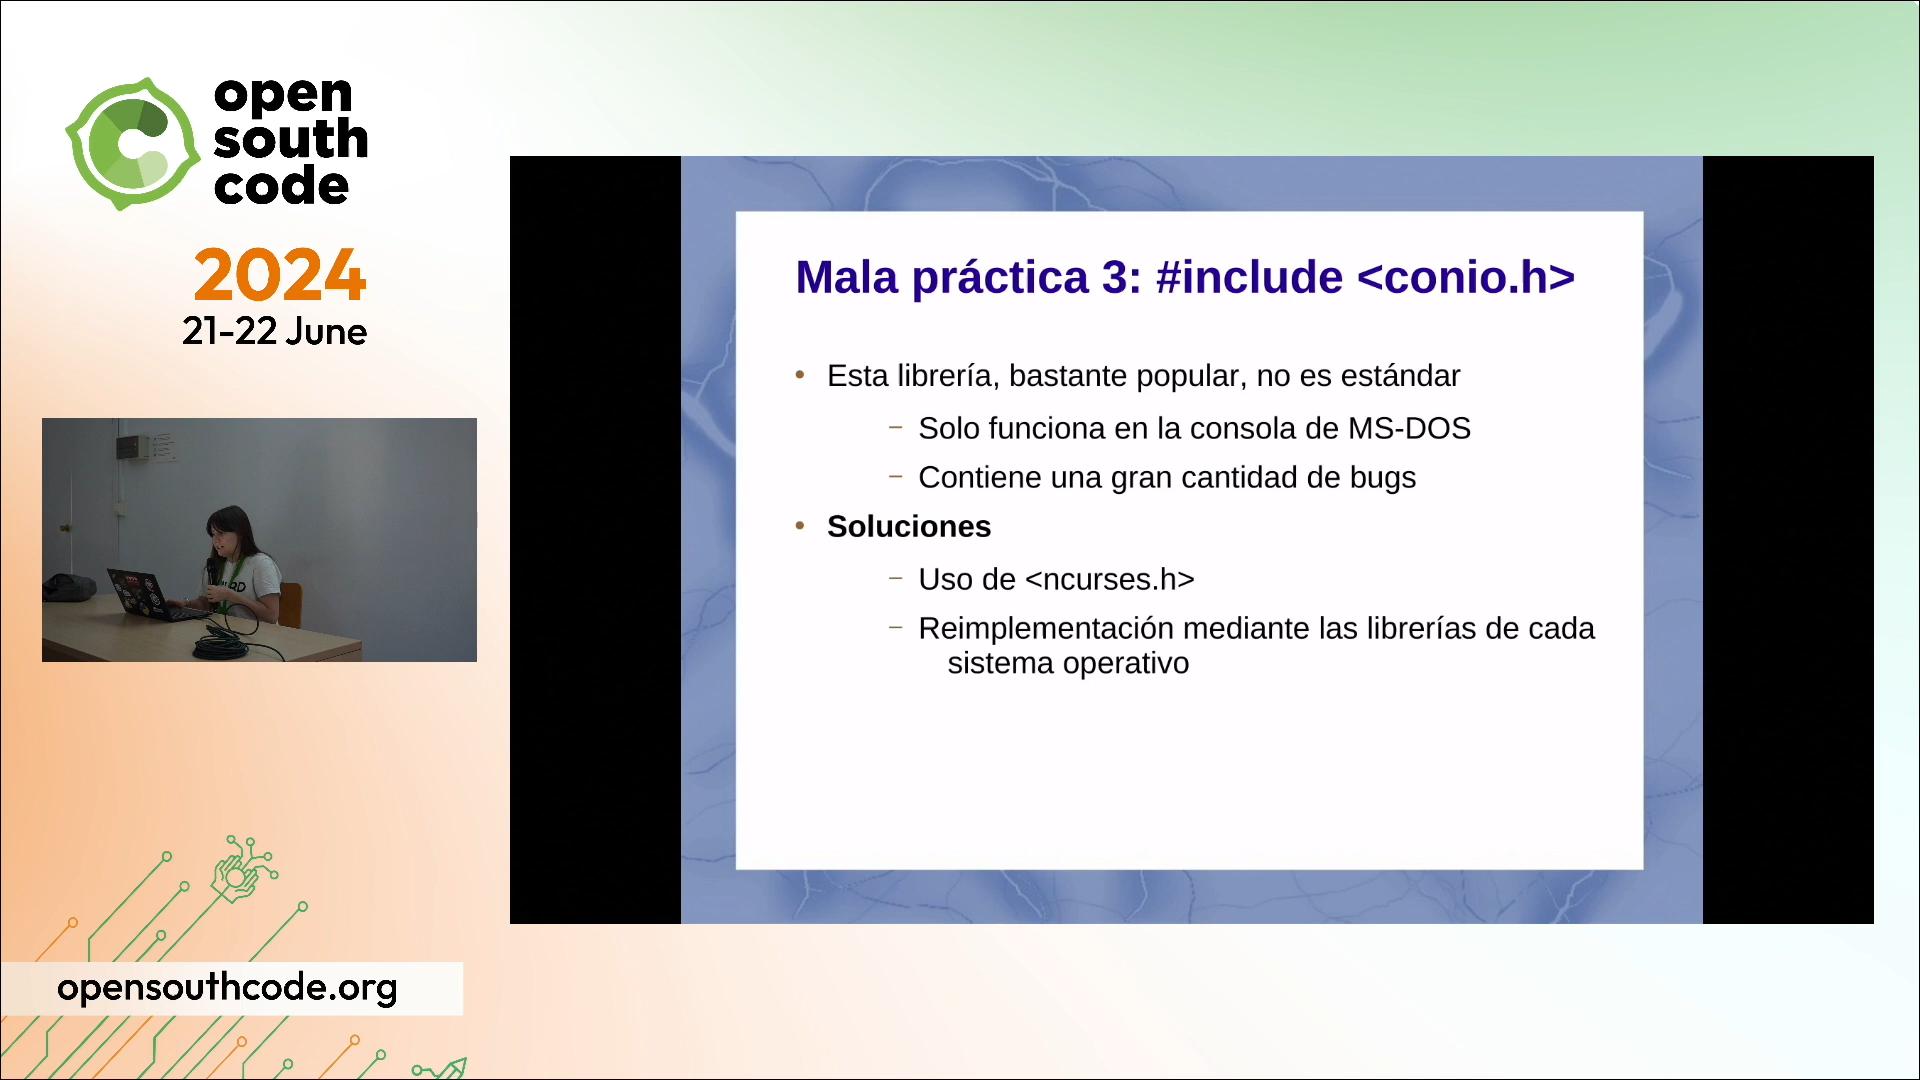 open
south
code
2024
21-22 June
Mala práctica 3: #include <conio.h>
• Esta librería, bastante popular, no es estándar
– Solo funciona en la consola de MS-DOS
– Contiene una gran cantidad de bugs
• Soluciones
– Uso de <ncurses.h>
– Reimplementación mediante las librerías de cada
sistema operativo
opensouthcode.org